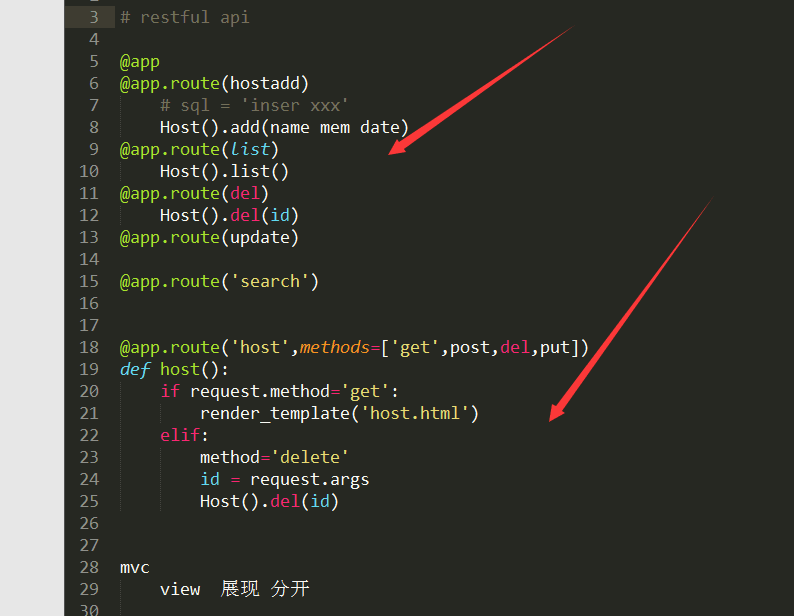 3 # restful api
4
5 @app
6 @app.route(hostadd)
7 # sql = 'inser xxx'
8 Host().add(name mem date)
9 @app.route(list)
10 Host().list()
11 @app.route(del)
12 Host().del(id)
13 @app.route(update)
14
15 @app.route('search')
16
17
18 @app.route('host',methods=['get',post,del,put])
19 def host():
20 if request.method='get':
21 render_template('host.html')
22 elif:
23 method='delete'
24 id = request.args
25 Host().del(id)
26
27
28 mvc
29 view 展现 分开
30